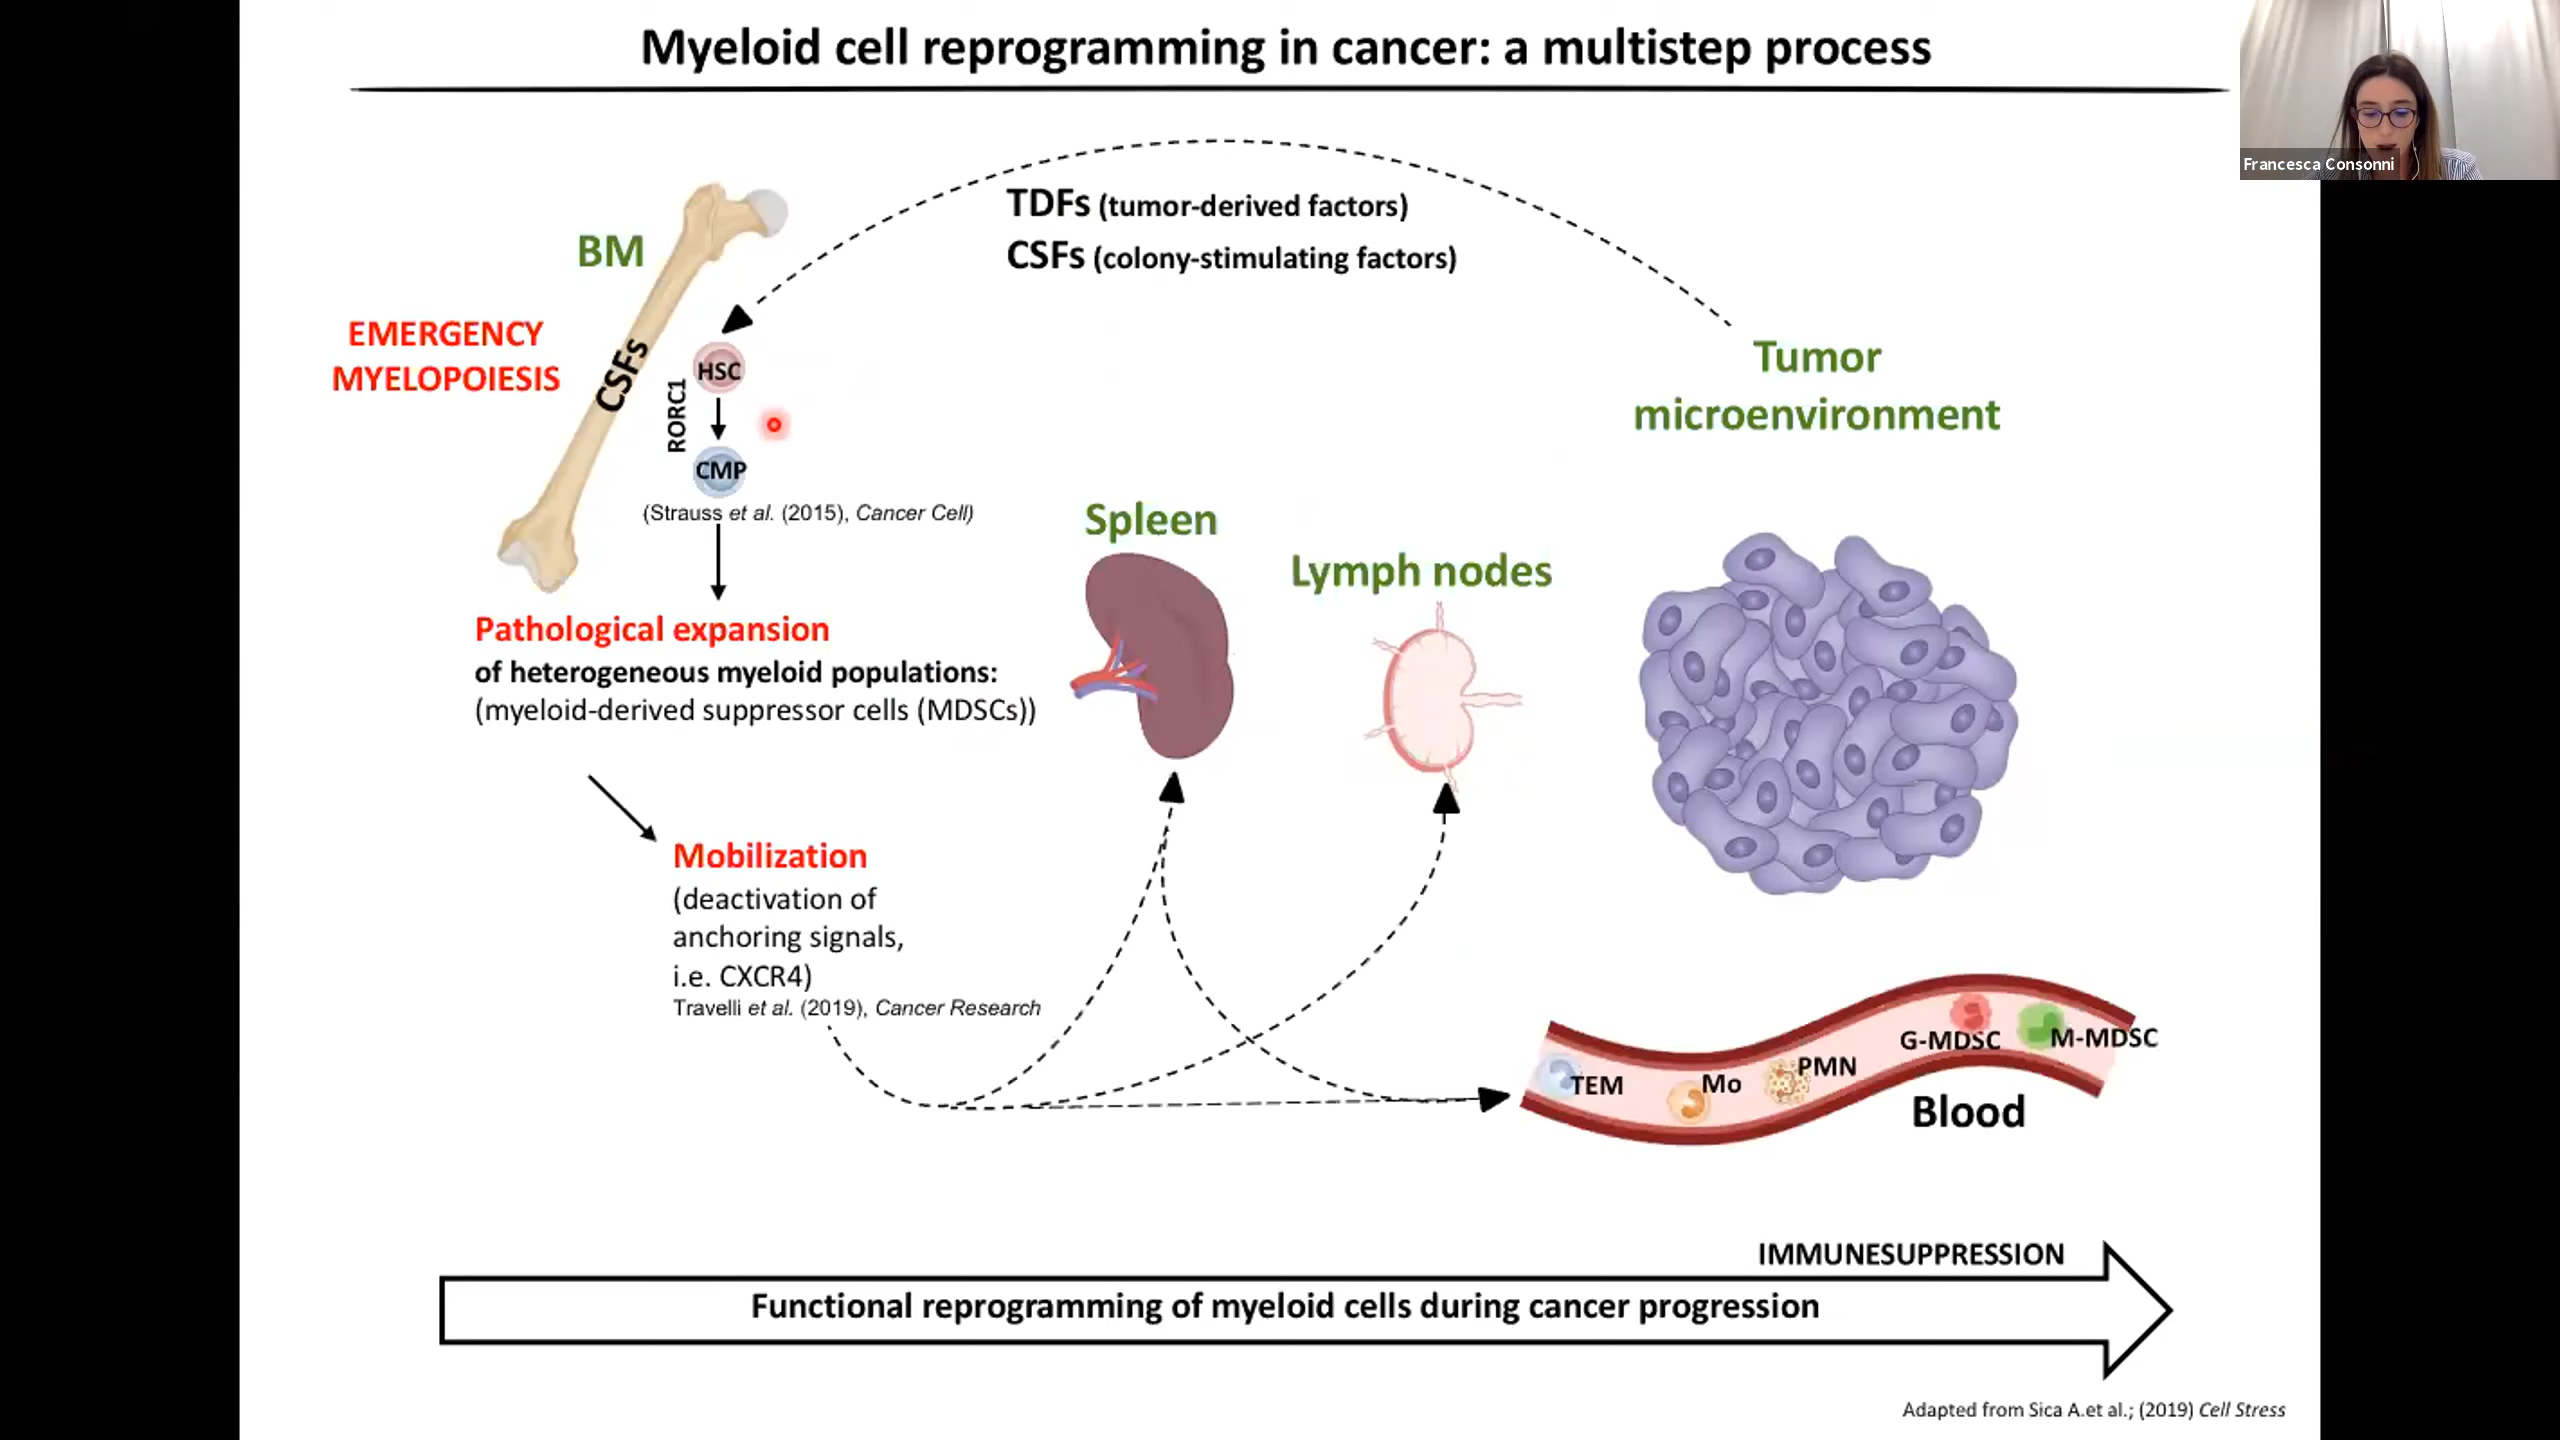 Myeloid cell reprogramming in cancer: a multistep process
Francesca Consonni
TDFs (tumor-derived factors)
CSFs (colony-stimulating factors)
BM
EMERGENCY
MYELOPOIESIS
CSFs
RORC1
HSC
CMP
(Strauss et al. (2015), Cancer Cell)
Tumor
microenvironment
Spleen
Lymph nodes
Pathological expansion
of heterogeneous myeloid populations:
(myeloid-derived suppressor cells (MDSCs))
Mobilization
(deactivation of
anchoring signals,
i.e. CXCR4)
Travelli et al. (2019), Cancer Research
TEM
Mo
PMN
G-MDSC
M-MDSC
Blood
IMMUNESUPPRESSION
Functional reprogramming of myeloid cells during cancer progression
Adapted from Sica A.et al.; (2019) Cell Stress